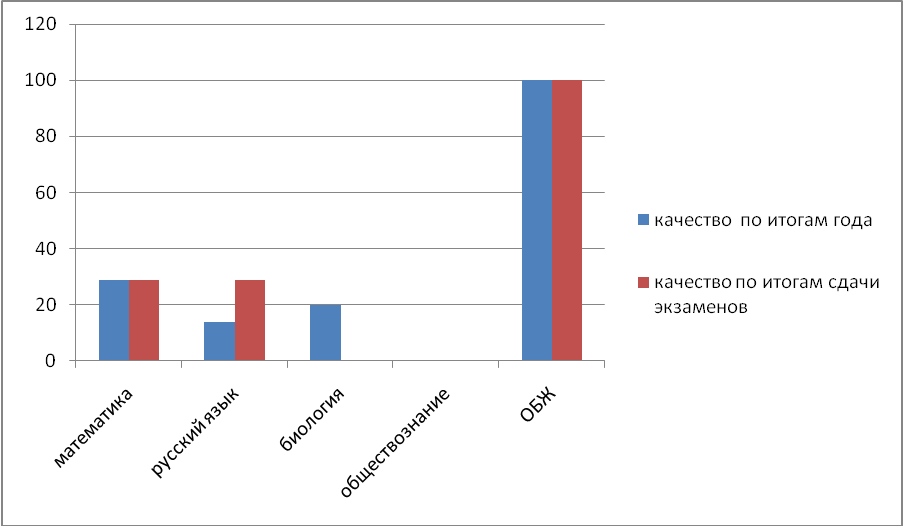 120
100
80
60
40
20
0
математика
русский язык
биология
обществознание
ОБЖ
качество по итогам года
качество по итогам сдачи
экзаменов